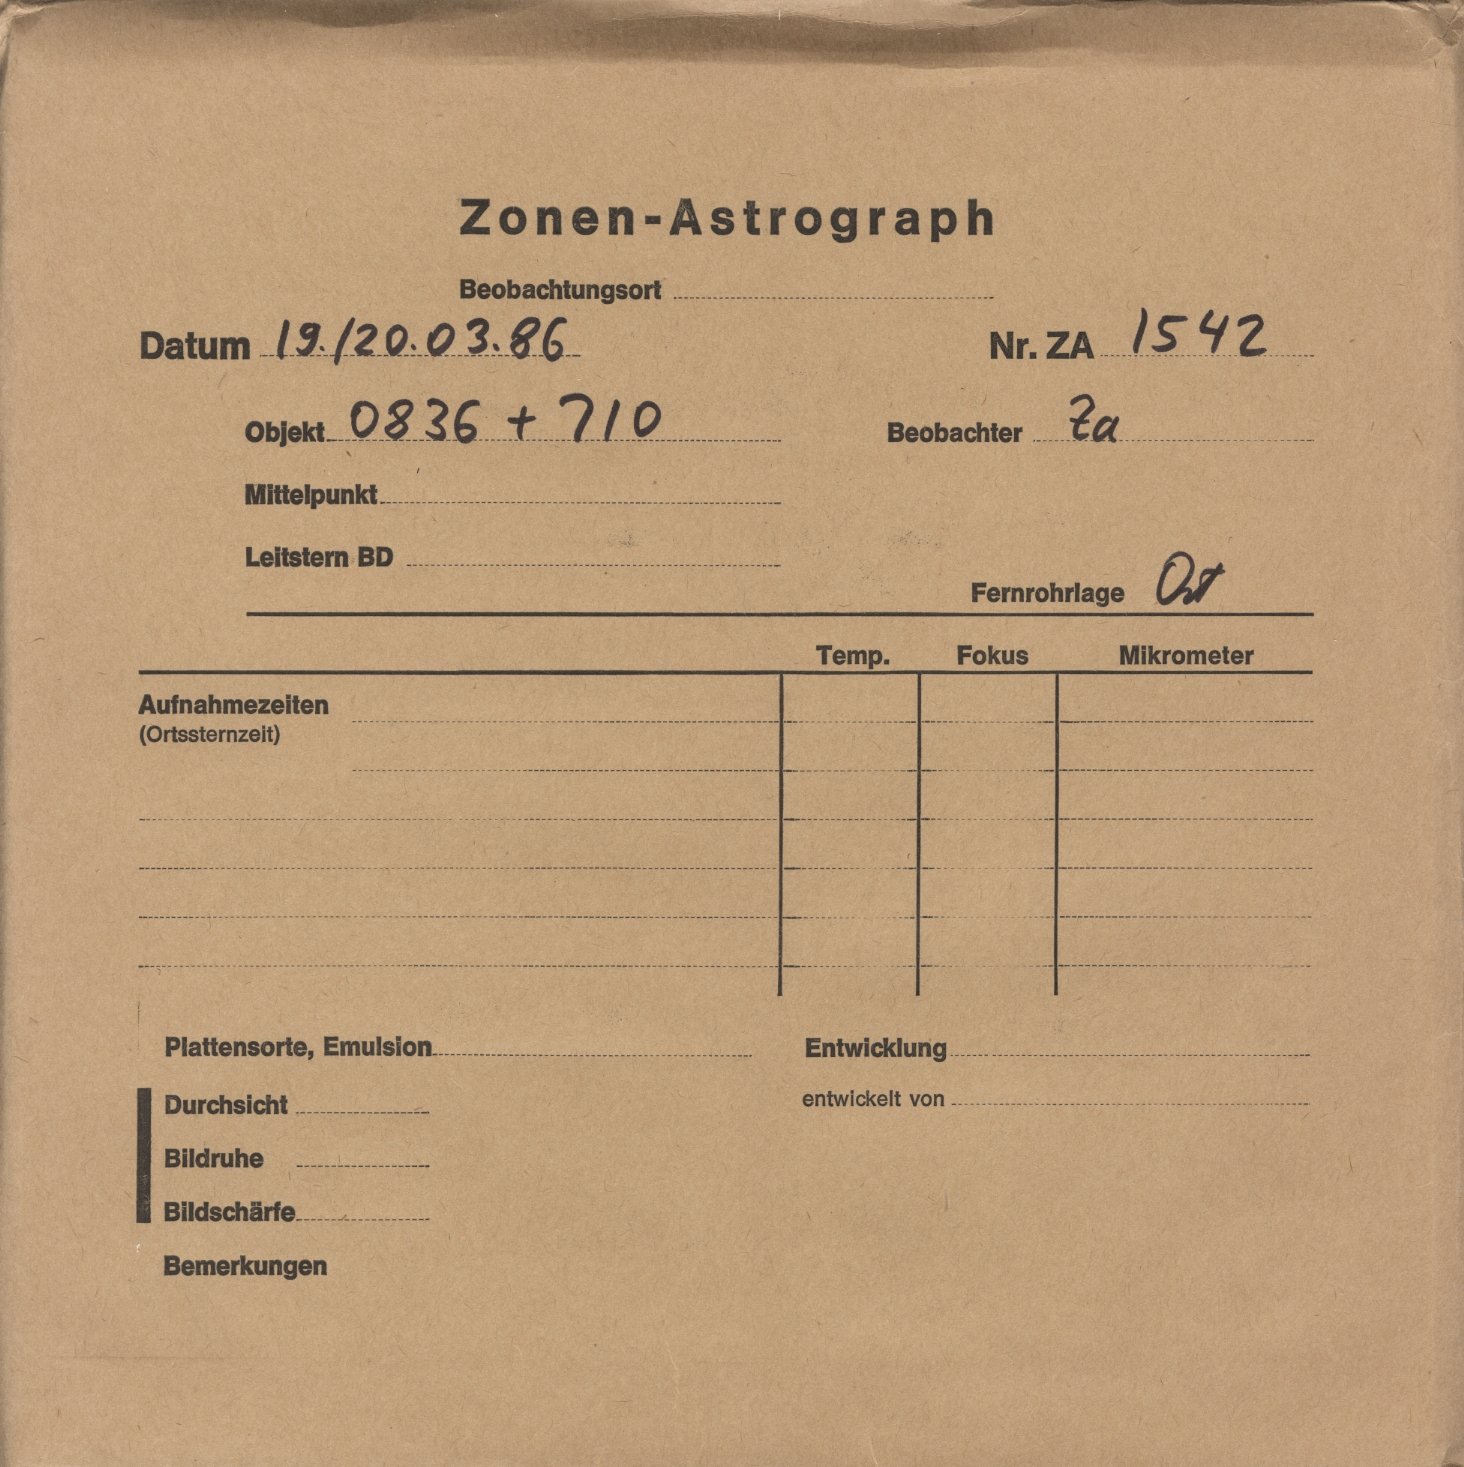 Zonen-Astrograph
Beobachtungsort
Datum 19./20.03.86 Nr. ZA 1542
Objekt 0836 + 710 Beobachter Za
Mittelpunkt
Leitstern BD
Fernrohrlage Ost
Temp. Fokus Mikrometer
Aufnahmezeiten
(Ortssternzeit)
Plattensorte, Emulsion Entwicklung
Durchsicht entwickelt von
Bildruhe
Bildschärfe
Bemerkungen